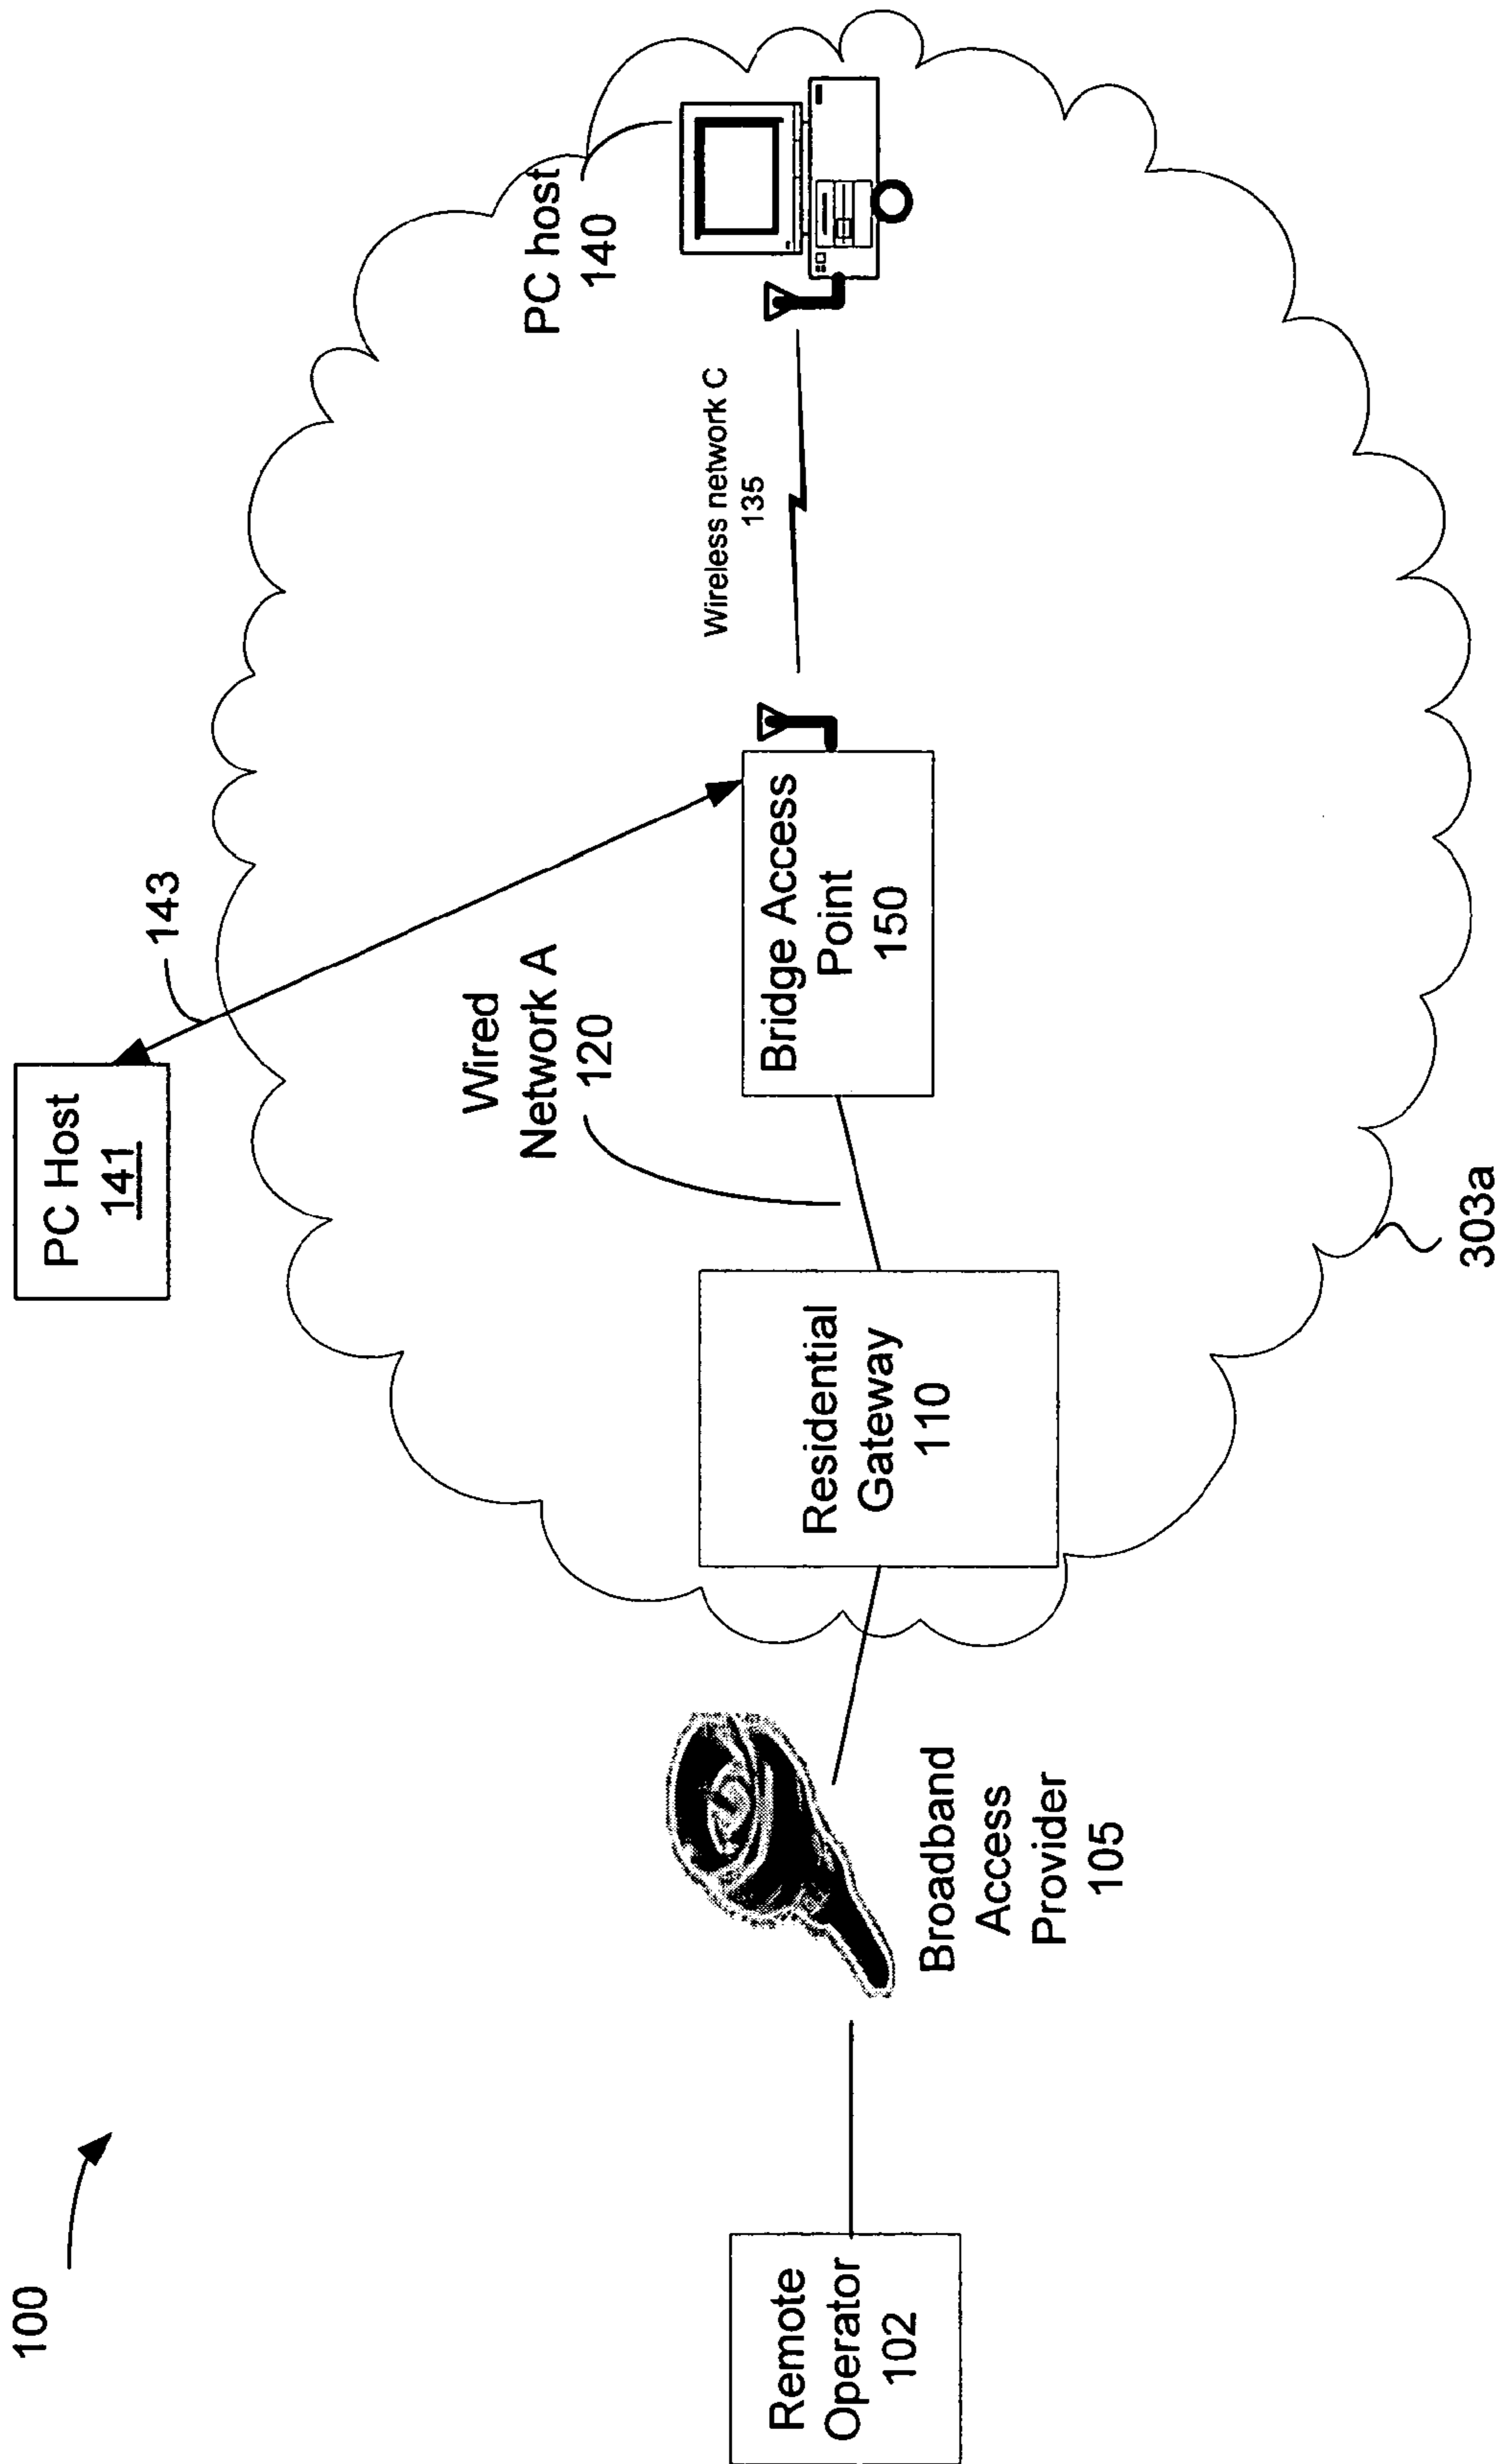 100
PC Host
141
143
PC host
140
Wired
Network A
120
Wireless network C
135
Remote
Operator
102
Broadband
Access
Provider
105
Residential
Gateway
110
Bridge Access
Point
150
303a